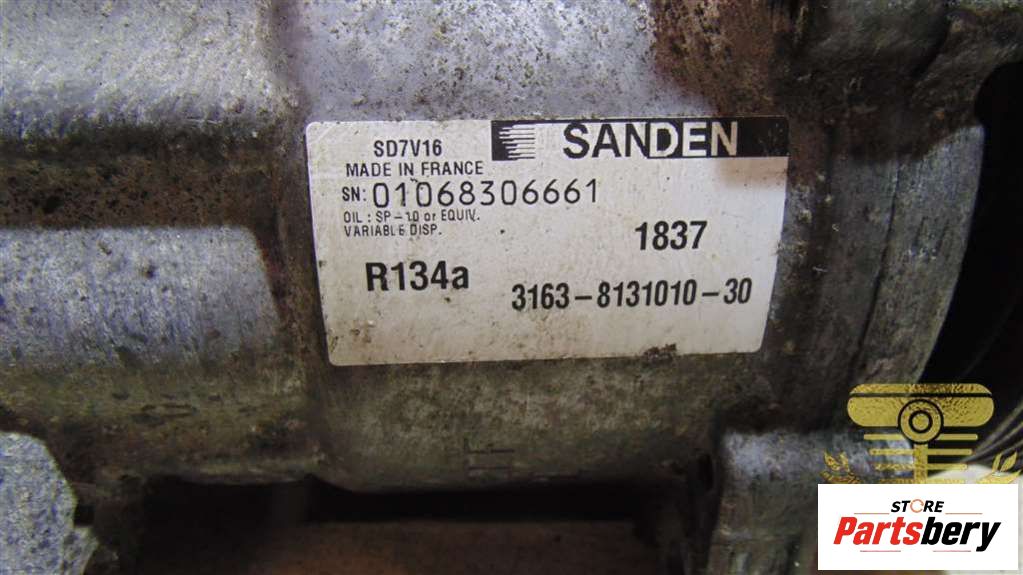 SD7V16
SANDEN
MADE IN FRANCE
SN: 01068306661
OIL : SP-10 or EQUIV.
VARIABLE DISP.
1837
R134a
3163-8131010-30
STORE
Partsbery